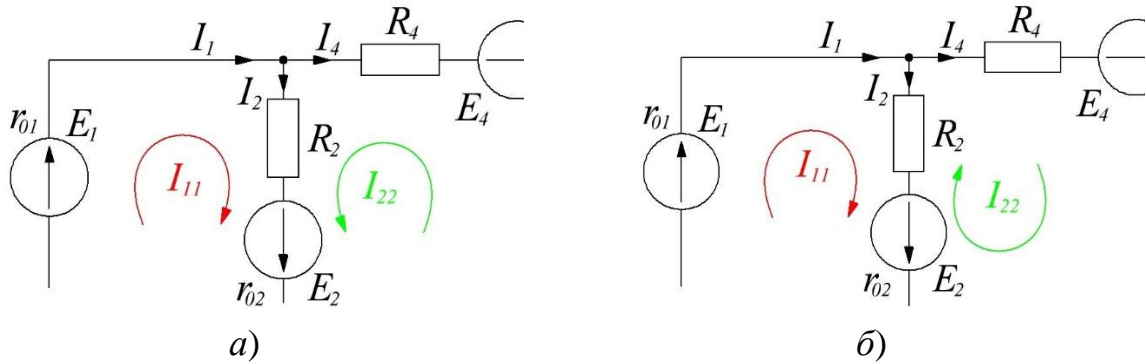 I1 I4 R4
I2
r01 E1 E4
R2
I11 I22
r02 E2
а)
I1 I4 R4
I2 E4
r01 E1
R2
I11 I22
r02 E2
б)